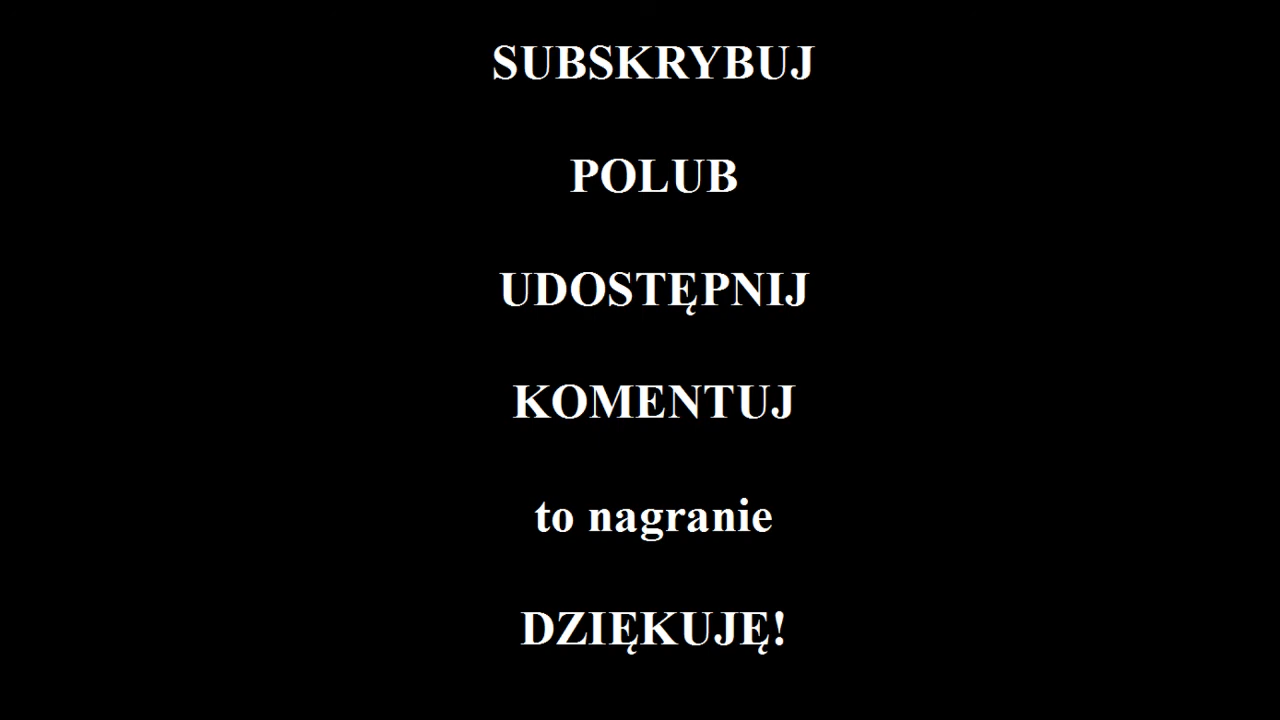 SUBSKRYBUJ
POLUB
UDOSTĘPNIJ
KOMENTUJ
to nagranie
DZIĘKUJĘ!